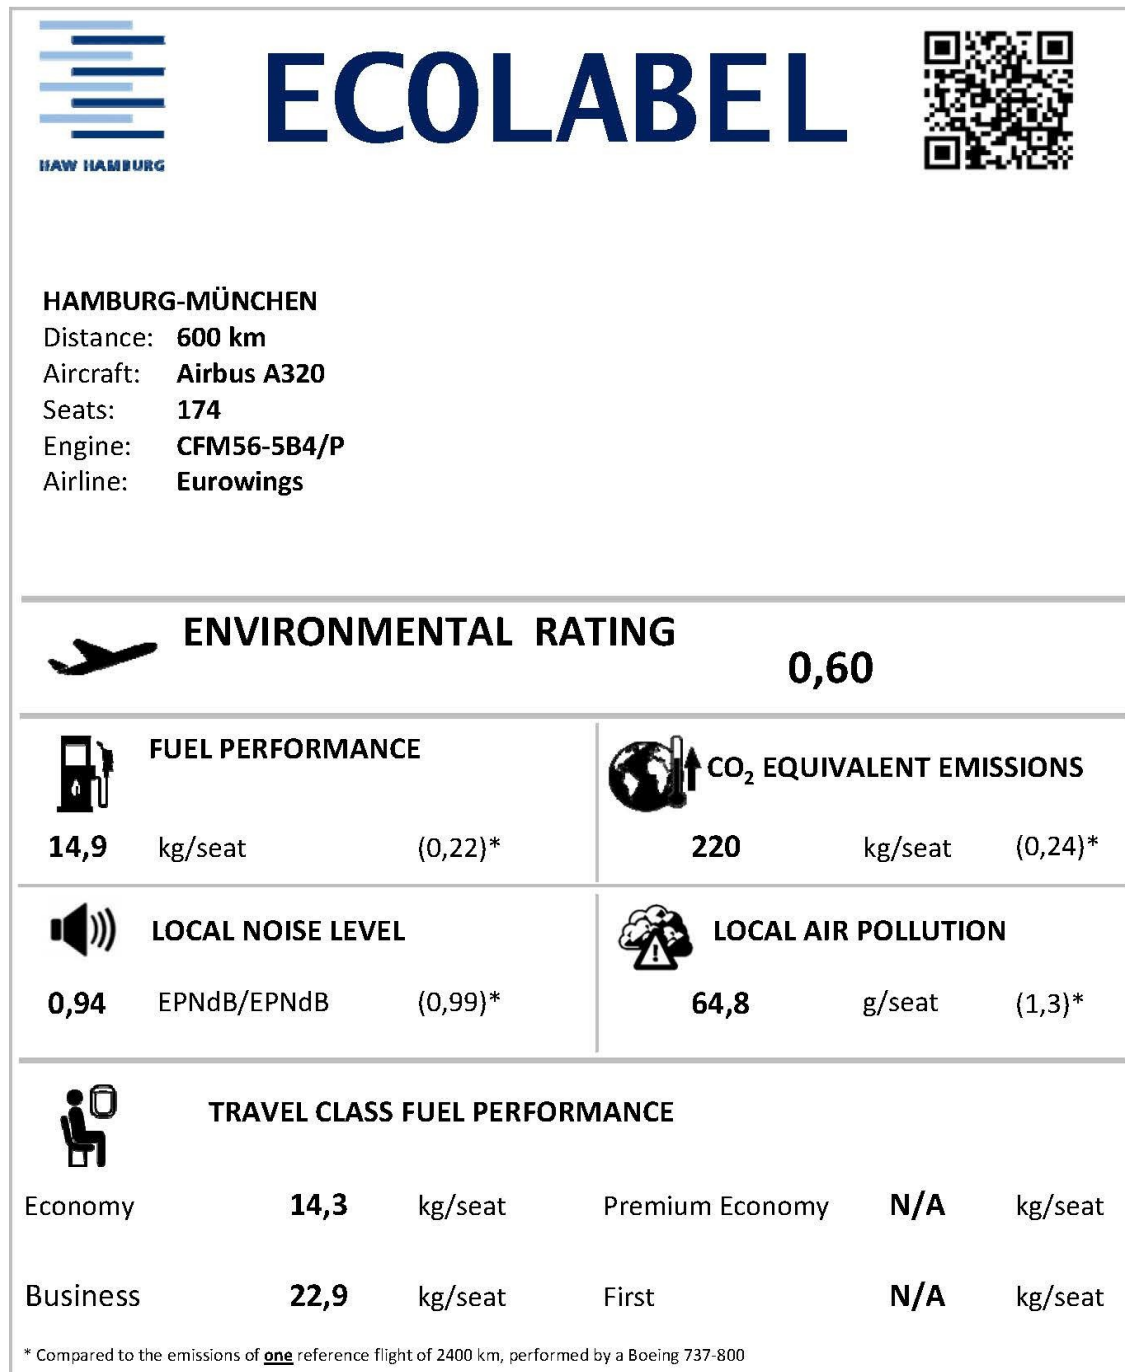 HAW HAMBURG
ECOLABEL
HAMBURG-MÜNCHEN
Distance: 600 km
Aircraft: Airbus A320
Seats: 174
Engine: CFM56-5B4/P
Airline: Eurowings
ENVIRONMENTAL RATING
0,60
FUEL PERFORMANCE
14,9 kg/seat (0,22)*
CO₂ EQUIVALENT EMISSIONS
220 kg/seat (0,24)*
LOCAL NOISE LEVEL
0,94 EPNdB/EPNdB (0,99)*
LOCAL AIR POLLUTION
64,8 g/seat (1,3)*
TRAVEL CLASS FUEL PERFORMANCE
Economy 14,3 kg/seat Premium Economy N/A kg/seat
Business 22,9 kg/seat First N/A kg/seat
* Compared to the emissions of one reference flight of 2400 km, performed by a Boeing 737-800